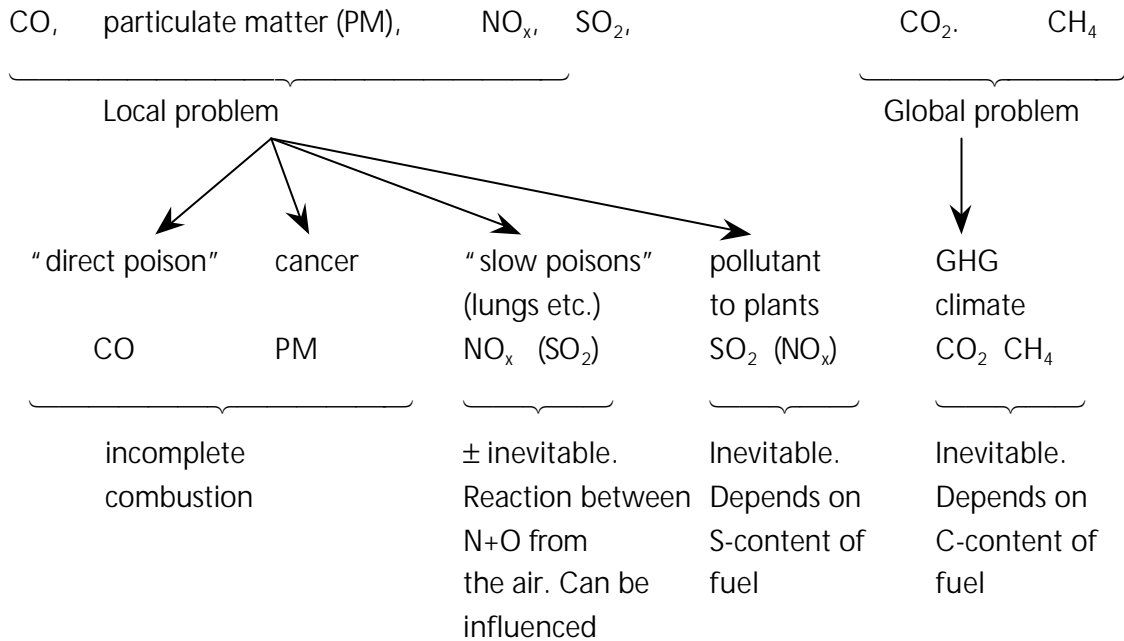 CO, particulate matter (PM), NOx, SO2, CO2. CH4
Local problem Global problem
"direct poison" cancer "slow poisons" pollutant GHG
(lungs etc.) to plants climate
CO PM NOx (SO2) SO2 (NOx) CO2 CH4
incomplete ± inevitable. Inevitable. Inevitable.
combustion Reaction between Depends on Depends on
N+O from S-content of C-content of
the air. Can be fuel fuel
influenced